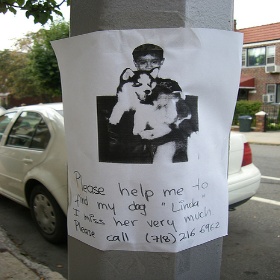 Please help me to
find my dog "Linda".
I miss her very much
Please call (718) 216 6962